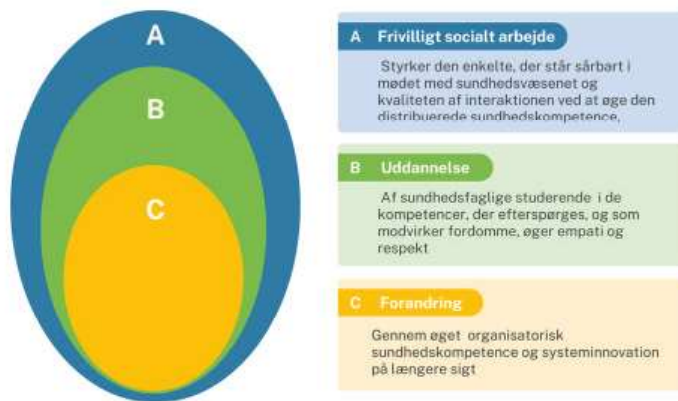 A
B
C
A Frivilligt socialt arbejde
Styrker den enkelte, der står sårbart i
mødet med sundhedsvæsenet og
kvaliteten af interaktionen ved at øge den
distribuerede sundhedskompetence,
B Uddannelse
Af sundhedsfaglige studerende i de
kompetencer, der efterspørges, og som
modvirker fordomme, øger empati og
respekt
C Forandring
Gennem øget organisatorisk
sundhedskompetence og systeminnovation
på længere sigt